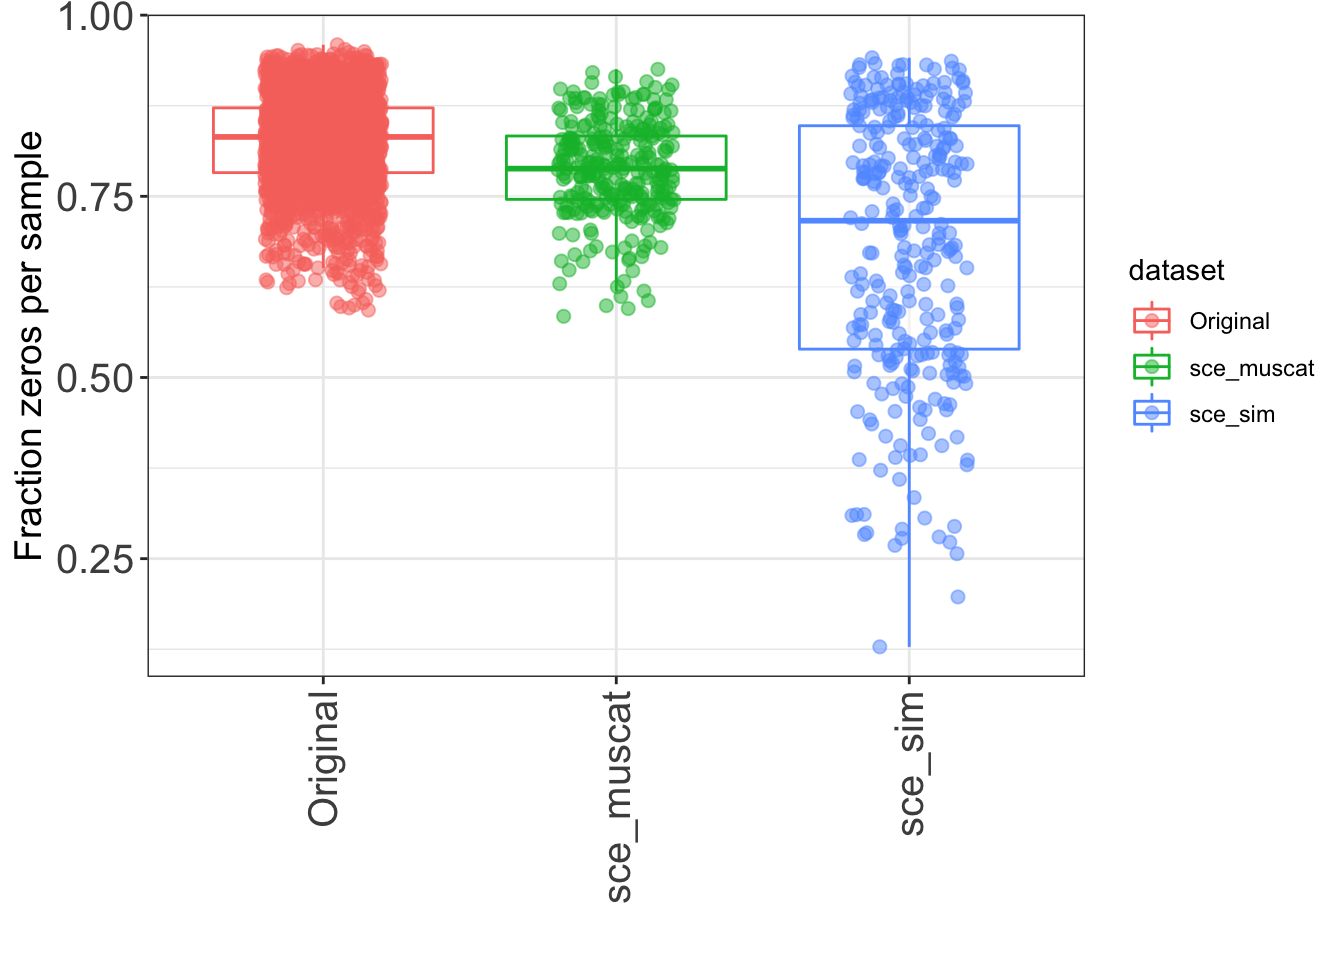 Fraction zeros per sample
1.00
0.75
0.50
0.25
Original
sce_muscat
sce_sim
dataset
Original
sce_muscat
sce_sim